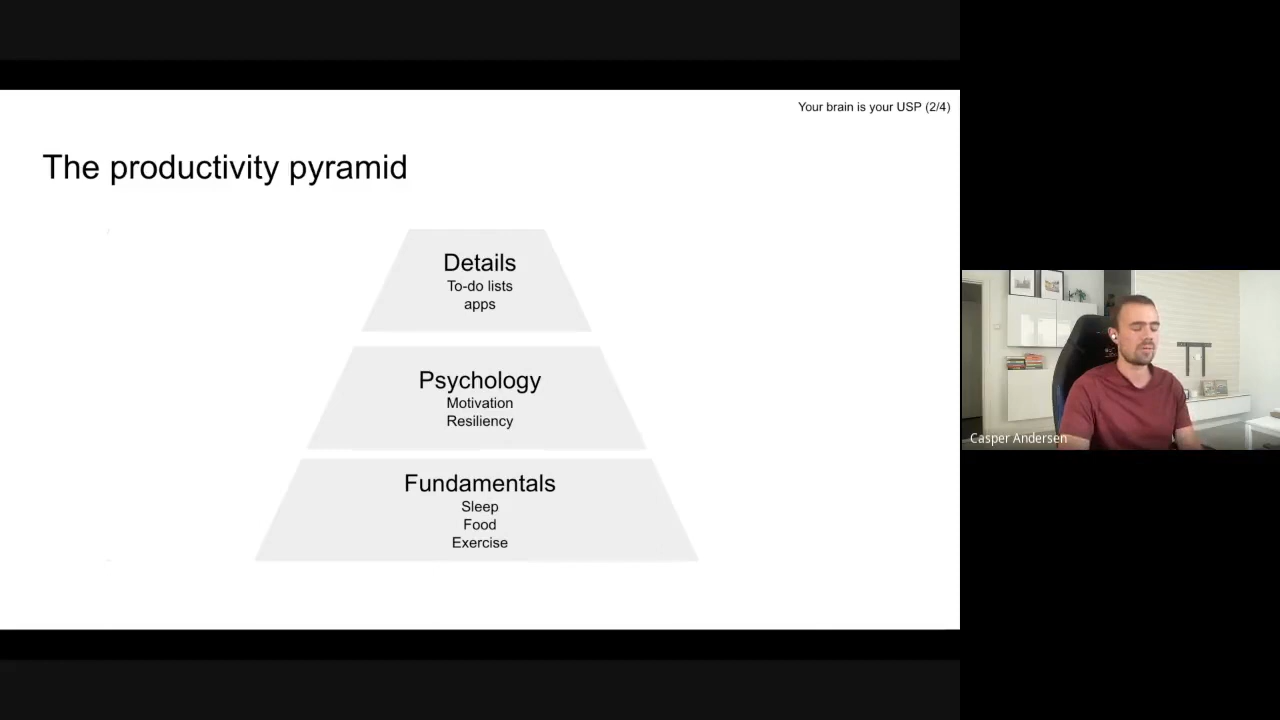 Your brain is your USP (2/4)
The productivity pyramid
Details
To-do lists
apps
Psychology
Motivation
Resiliency
Fundamentals
Sleep
Food
Exercise
Casper Andersen